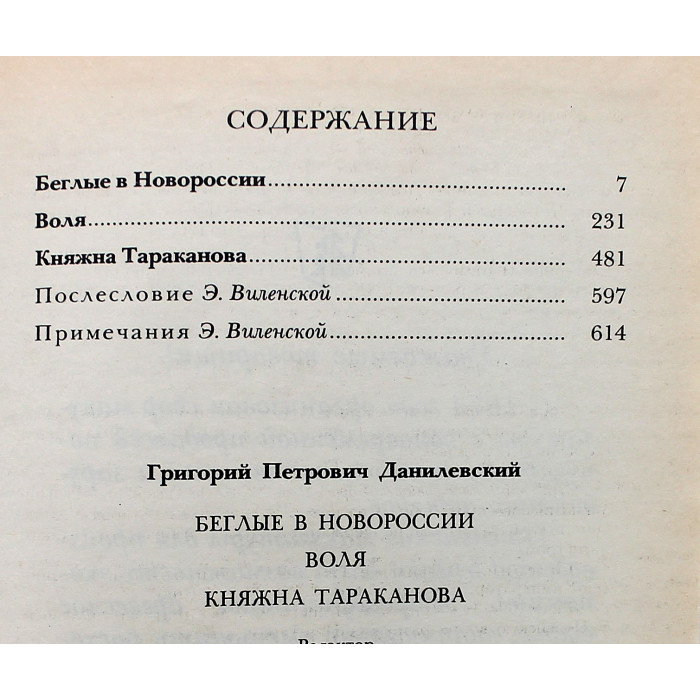 СОДЕРЖАНИЕ
Беглые в Новороссии.......................................................... 7
Воля.................................................................................... 231
Княжна Тараканова............................................................ 481
Послесловие Э. Виленской............................................ 597
Примечания Э. Виленской............................................. 614
Григорий Петрович Данилевский
БЕГЛЫЕ В НОВОРОССИИ
ВОЛЯ
КНЯЖНА ТАРАКАНОВА
Редактор